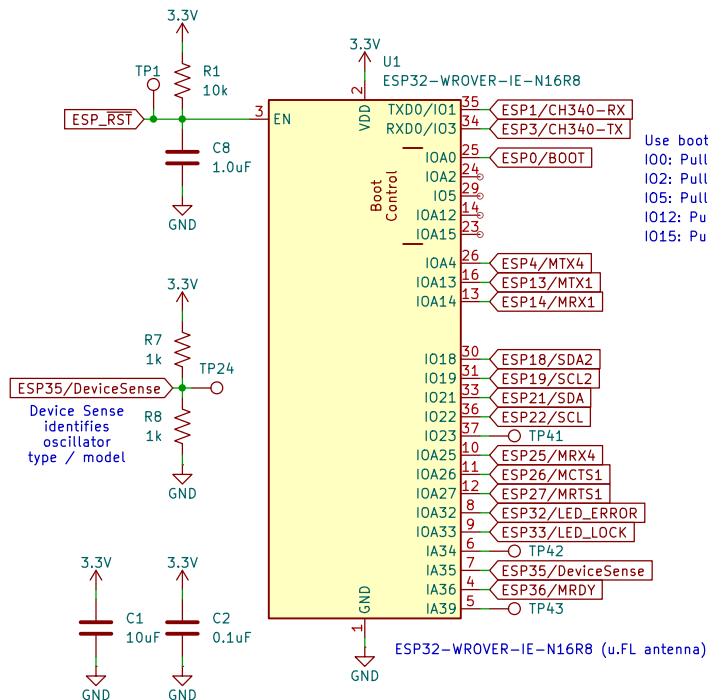 3.3V
TP1
R1
10k
ESP_RST
C8
1.0uF
GND
3.3V
R7
1k
TP24
ESP35/DeviceSense
R8
1k
Device Sense
identifies
oscillator
type / model
GND
3.3V
C1
10uF
GND
3.3V
C2
0.1uF
GND
3.3V
U1
ESP32-WROVER-IE-N16R8
2
VDD
3
EN
Boot
Control
TXD0/IO1 35 ESP1/CH340-RX
RXD0/IO3 34 ESP3/CH340-TX
IOA0 25 ESP0/BOOT
IOA2 24
IO5 29
IOA12 14
IOA15 23
IOA4 26 ESP4/MTX4
IOA13 16 ESP13/MTX1
IOA14 13 ESP14/MRX1
IO18 30 ESP18/SDA2
IO19 31 ESP19/SCL2
IO21 33 ESP21/SDA
IO22 36 ESP22/SCL
IO23 37 TP41
IOA25 10 ESP25/MRX4
IOA26 11 ESP26/MCTS1
IOA27 12 ESP27/MRTS1
IOA32 8 ESP32/LED_ERROR
IOA33 9 ESP33/LED_LOCK
IA34 6 TP42
IA35 7 ESP35/DeviceSense
IA36 4 ESP36/MRDY
IA39 5 TP43
GND
1
GND
Use boot
IO0: Pull
IO2: Pull
IO5: Pull
IO12: Pu
IO15: Pu
ESP32-WROVER-IE-N16R8 (u.FL antenna)